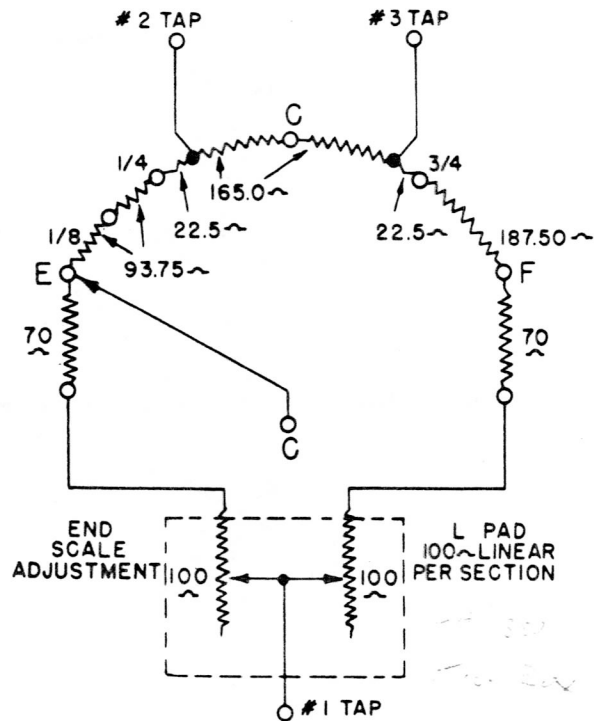 #2 TAP
#3 TAP
C
1/4
3/4
165.0~
22.5~
22.5~
1/8
187.50~
93.75~
E
F
70
~
70
~
C
END
SCALE
ADJUSTMENT
L PAD
100~LINEAR
PER SECTION
100
~
100
~
#1 TAP